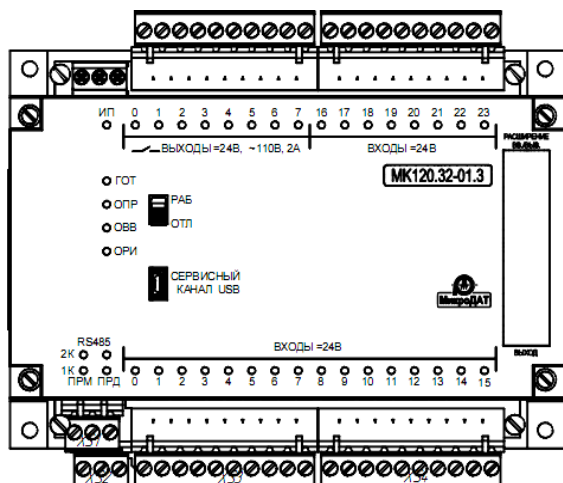 ИП 0 1 2 3 4 5 6 7 16 17 18 19 20 21 22 23
РАСШИРЕНИЕ
ВЫХОДЫ =24В, ~110В, 2А ВХОДЫ =24В
МК120.32-01.3
ГОТ
ОПР РАБ
ОТЛ
ОВВ
ОРИ
СЕРВИСНЫЙ
КАНАЛ USB
МикроДАТ
RS485
2К ВХОДЫ =24В ВЫХОД
1К
ПРМ ПРД 0 1 2 3 4 5 6 7 8 9 10 11 12 13 14 15